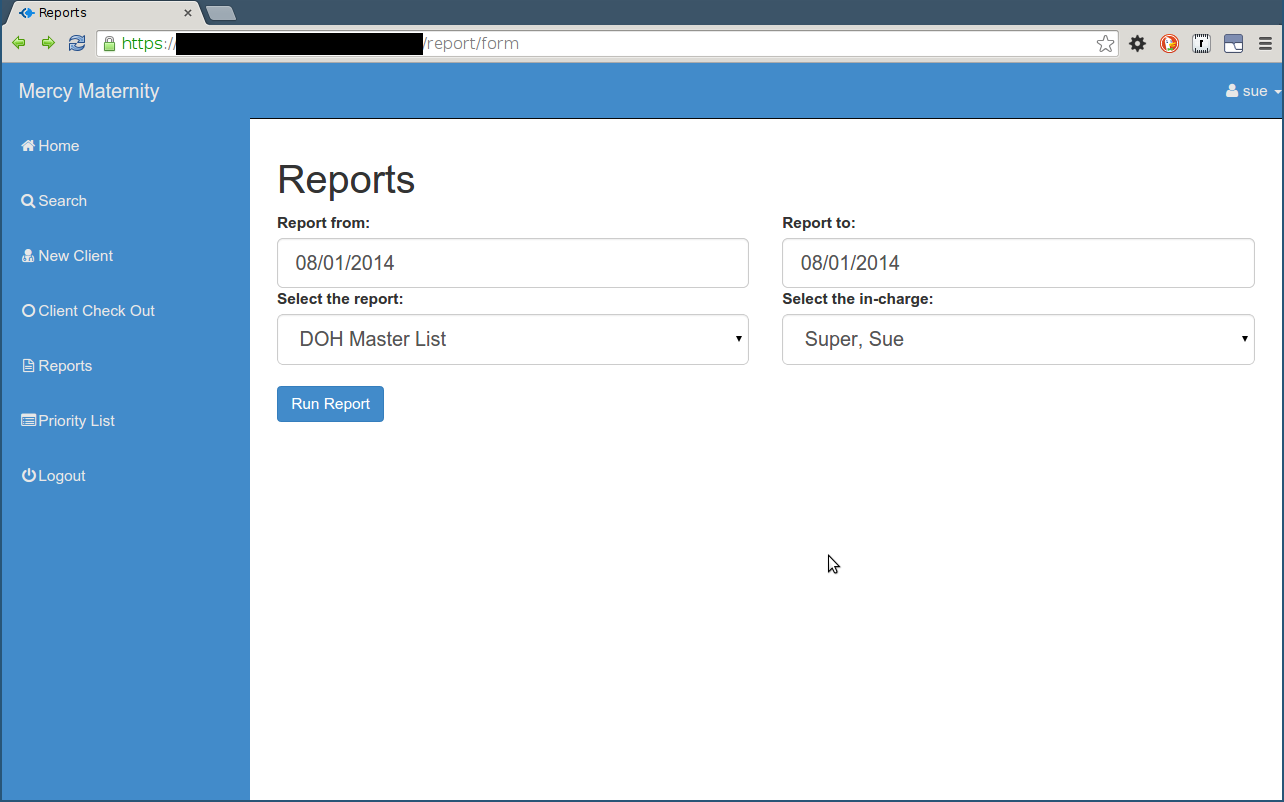 Reports
https:/ /report/form
Mercy Maternity
sue
Home
Search
New Client
Client Check Out
Reports
Priority List
Logout
Reports
Report from:
Report to:
08/01/2014
08/01/2014
Select the report:
Select the in-charge:
DOH Master List
Super, Sue
Run Report